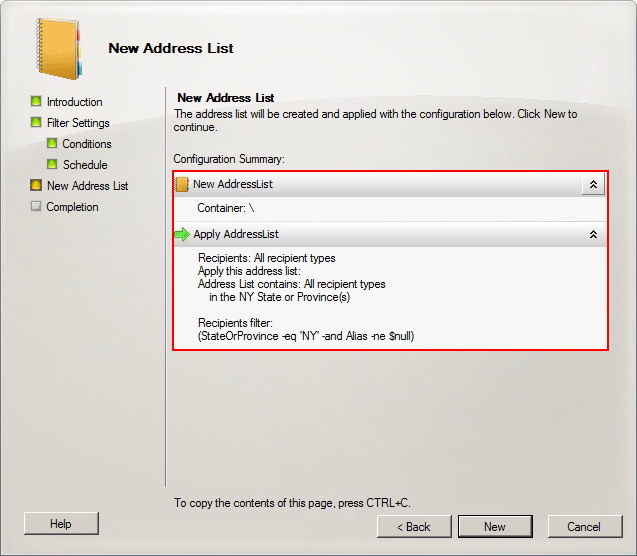 New Address List
Introduction
Filter Settings
Conditions
Schedule
New Address List
Completion
New Address List
The address list will be created and applied with the configuration below. Click New to
continue.
Configuration Summary:
New AddressList
Container: \
Apply AddressList
Recipients: All recipient types
Apply this address list:
Address List contains: All recipient types
in the NY State or Province(s)
Recipients filter:
(StateOrProvince -eq 'NY' -and Alias -ne $null)
To copy the contents of this page, press CTRL+C.
Help
< Back
New
Cancel